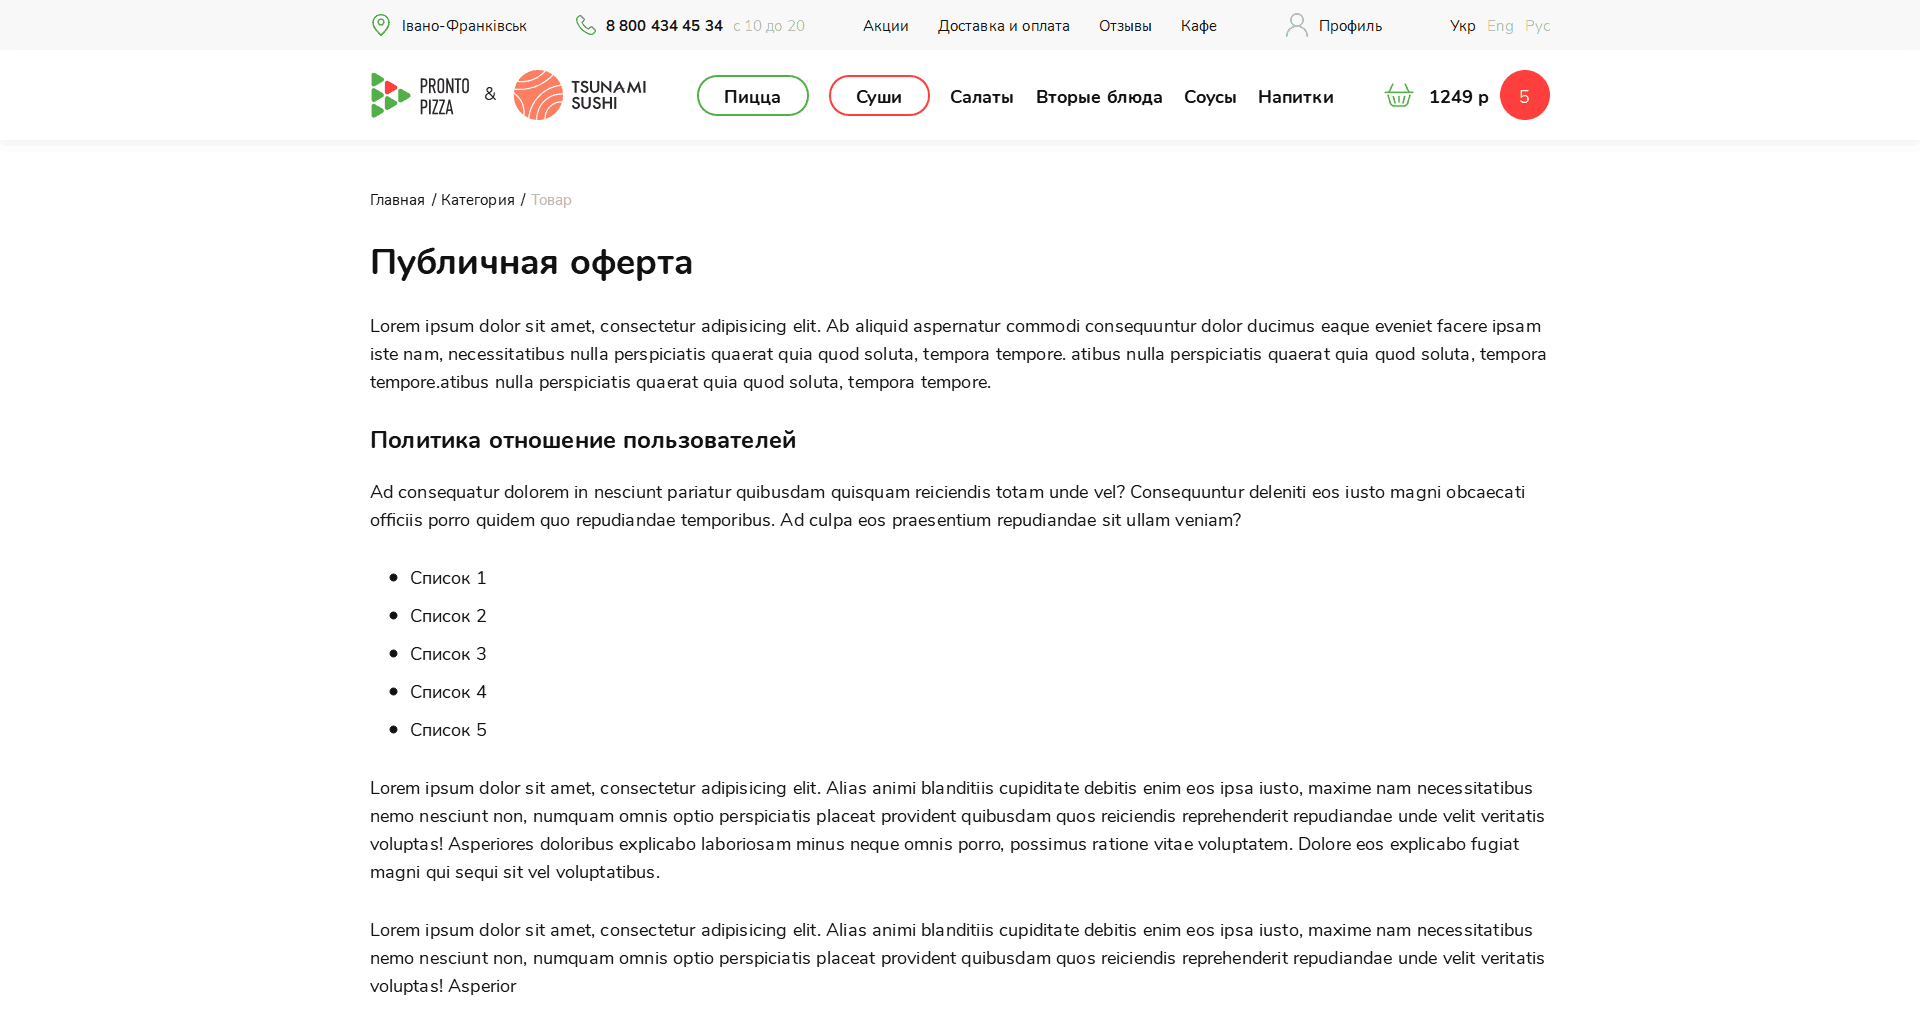 Івано-Франківськ 8 800 434 45 34 с 10 до 20 Акции Доставка и оплата Отзывы Кафе Профиль Укр Eng Рус
PRONTO PIZZA & TSUNAMI SUSHI Пицца Суши Салаты Вторые блюда Соусы Напитки 1249 р 5
Главная / Категория / Товар
Публичная оферта
Lorem ipsum dolor sit amet, consectetur adipisicing elit. Ab aliquid aspernatur commodi consequuntur dolor ducimus eaque eveniet facere ipsam
iste nam, necessitatibus nulla perspiciatis quaerat quia quod soluta, tempora tempore. atibus nulla perspiciatis quaerat quia quod soluta, tempora
tempore.atibus nulla perspiciatis quaerat quia quod soluta, tempora tempore.
Политика отношение пользователей
Ad consequatur dolorem in nesciunt pariatur quibusdam quisquam reiciendis totam unde vel? Consequuntur deleniti eos iusto magni obcaecati
officiis porro quidem quo repudiandae temporibus. Ad culpa eos praesentium repudiandae sit ullam veniam?
Список 1
Список 2
Список 3
Список 4
Список 5
Lorem ipsum dolor sit amet, consectetur adipisicing elit. Alias animi blanditiis cupiditate debitis enim eos ipsa iusto, maxime nam necessitatibus
nemo nesciunt non, numquam omnis optio perspiciatis placeat provident quibusdam quos reiciendis reprehenderit repudiandae unde velit veritatis
voluptas! Asperiores doloribus explicabo laboriosam minus neque omnis porro, possimus ratione vitae voluptatem. Dolore eos explicabo fugiat
magni qui sequi sit vel voluptatibus.
Lorem ipsum dolor sit amet, consectetur adipisicing elit. Alias animi blanditiis cupiditate debitis enim eos ipsa iusto, maxime nam necessitatibus
nemo nesciunt non, numquam omnis optio perspiciatis placeat provident quibusdam quos reiciendis reprehenderit repudiandae unde velit veritatis
voluptas! Asperior